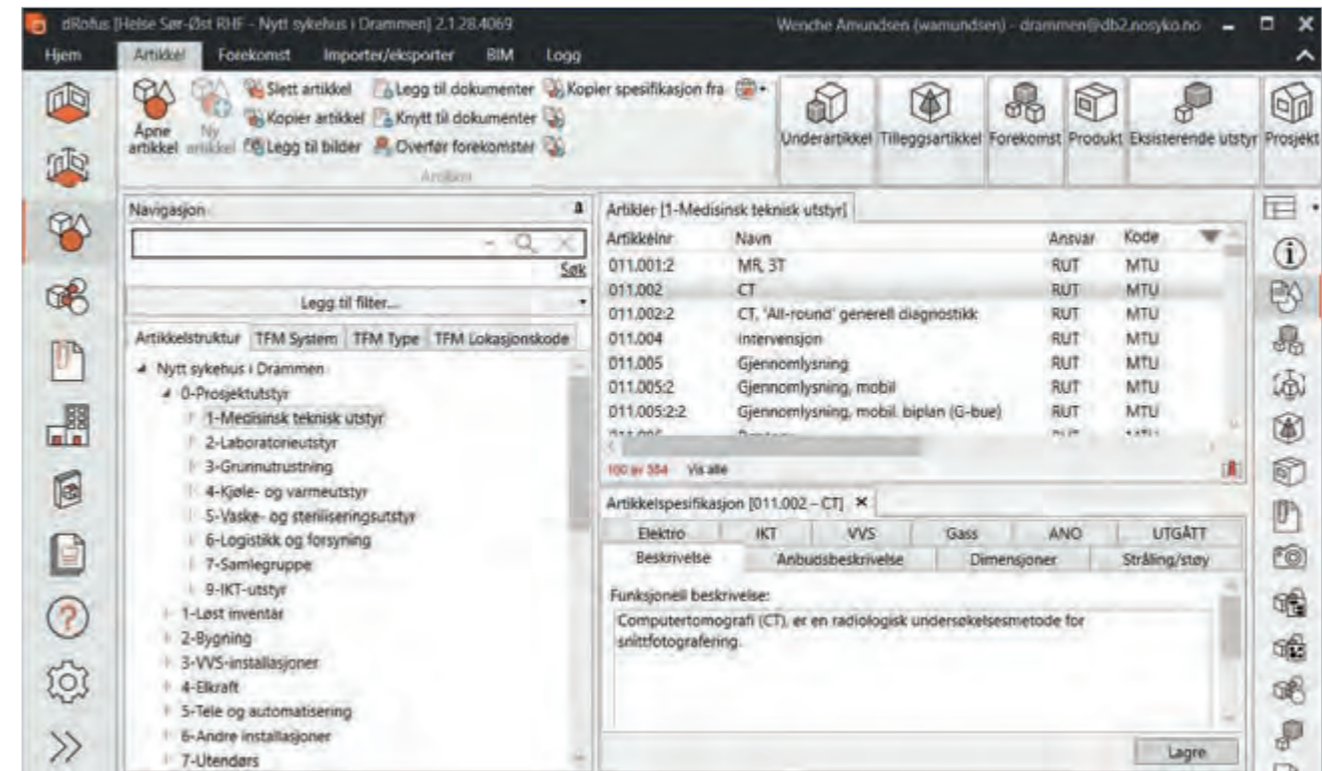 dRofus [Helse Sør-Øst RHF - Nytt sykehus i Drammen] 2.1.28.4069
Wenche Amundsen (wamundsen) - drammen@db2.nosyko.no
Hjem Artikkel Forekomst Importer/eksporter BIM Logg
Åpne artikkel
Ny artikkel
Slett artikkel
Kopier artikkel
Legg til bilder
Legg til dokumenter
Knytt til dokumenter
Overfør forekomster
Kopier spesifikasjon fra
Artikkel
Underartikkel Tilleggsartikkel Forekomst Produkt Eksisterende utstyr Prosjekt
Navigasjon
Søk
Legg til filter...
Artikkelstruktur TFM System TFM Type TFM Lokasjonskode
Nytt sykehus i Drammen
0-Prosjektutstyr
1-Medisinsk teknisk utstyr
2-Laboratorieutstyr
3-Grunnutrustning
4-Kjøle- og varmeutstyr
5-Vaske- og steriliseringsutstyr
6-Logistikk og forsyning
7-Samlegruppe
9-IKT-utstyr
1-Løst inventar
2-Bygning
3-VVS-installasjoner
4-Elkraft
5-Tele og automatisering
6-Andre installasjoner
7-Utendørs
Artikler [1-Medisinsk teknisk utstyr]
Artikkelnr Navn Ansvar Kode
011.001:2 MR, 3T RUT MTU
011.002 CT RUT MTU
011.002:2 CT, 'All-round' generell diagnostikk RUT MTU
011.004 Intervensjon RUT MTU
011.005 Gjennomlysning RUT MTU
011.005:2 Gjennomlysning, mobil RUT MTU
011.005:2:2 Gjennomlysning, mobil, biplan (G-bue) RUT MTU
100 av 554 Vis alle
Artikkelspesifikasjon [011.002 – CT]
Elektro IKT VVS Gass ANO UTGÅTT
Beskrivelse Anbudsbeskrivelse Dimensjoner Stråling/støy
Funksjonell beskrivelse:
Computertomografi (CT), er en radiologisk undersøkelsesmetode for
snittfotografering.
Lagre